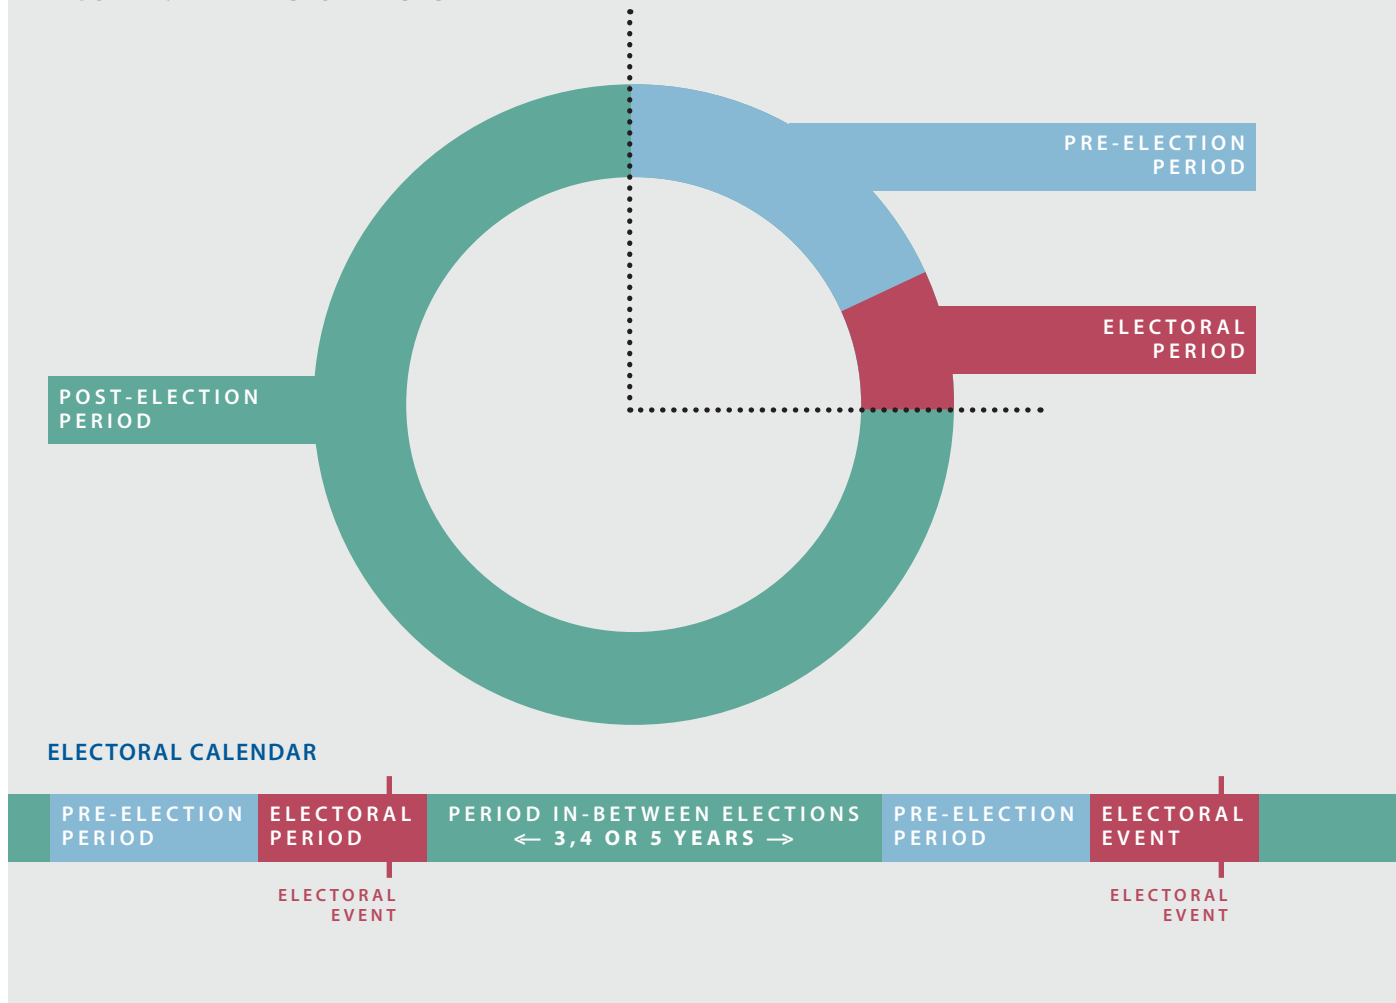 PRE-ELECTION
PERIOD
ELECTORAL
PERIOD
POST-ELECTION
PERIOD
ELECTORAL CALENDAR
PRE-ELECTION
PERIOD
ELECTORAL
PERIOD
PERIOD IN-BETWEEN ELECTIONS
← 3,4 OR 5 YEARS →
PRE-ELECTION
PERIOD
ELECTORAL
EVENT
ELECTORAL
EVENT
ELECTORAL
EVENT